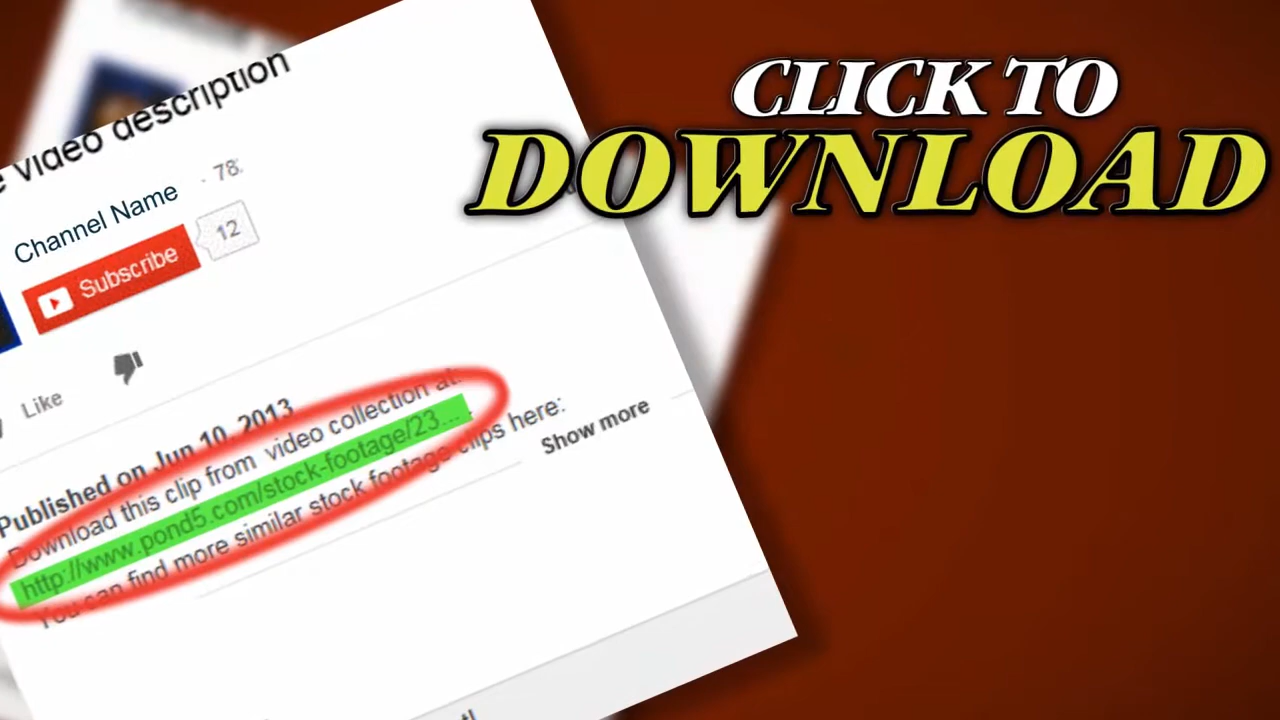 CLICK TO
DOWNLOAD
video description
Channel Name
78
Subscribe
12
Like
Published on Jun 10, 2013
Download this clip from video collection at:
http://www.pond5.com/stock-footage/23...
You can find more similar stock footage clips here:
Show more